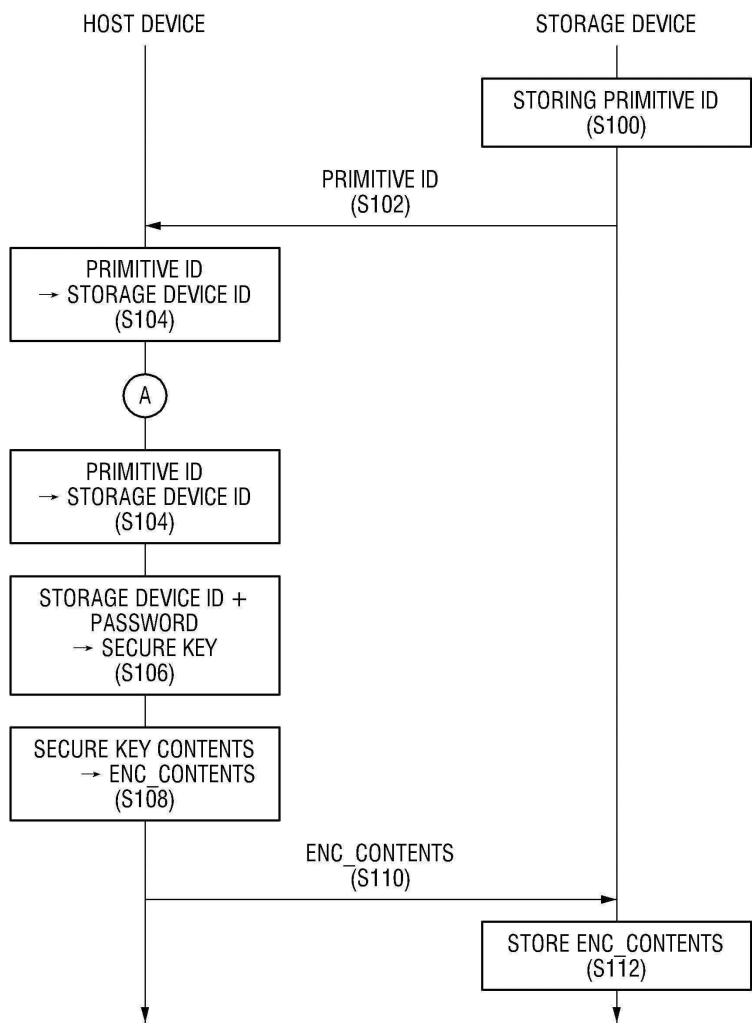 HOST DEVICE
STORAGE DEVICE
STORING PRIMITIVE ID
(S100)
PRIMITIVE ID
(S102)
PRIMITIVE ID
→ STORAGE DEVICE ID
(S104)
A
PRIMITIVE ID
→ STORAGE DEVICE ID
(S104)
STORAGE DEVICE ID +
PASSWORD
→ SECURE KEY
(S106)
SECURE KEY CONTENTS
→ ENC_CONTENTS
(S108)
ENC_CONTENTS
(S110)
STORE ENC_CONTENTS
(S112)